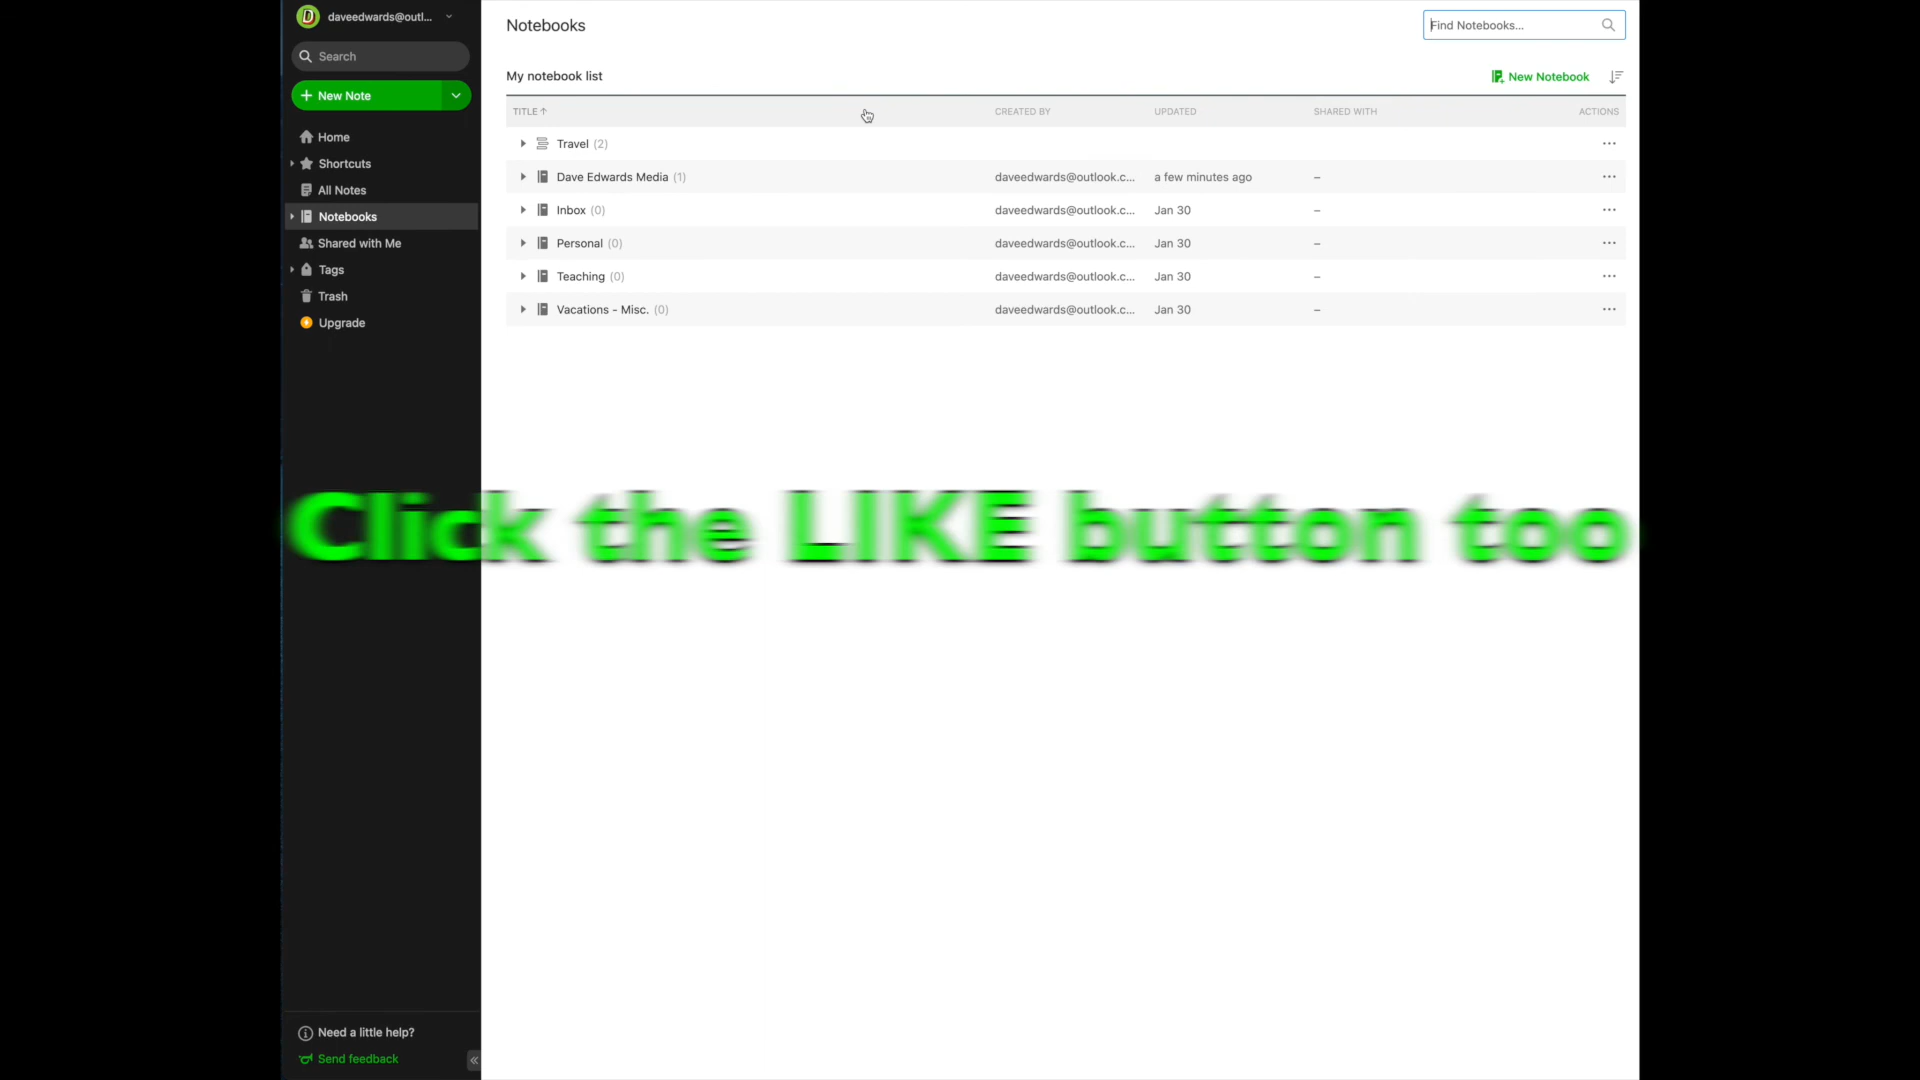 D daveedwards@outl...
Search
New Note
Home
Shortcuts
All Notes
Notebooks
Shared with Me
Tags
Trash
Upgrade
Need a little help?
Send feedback
Notebooks
Find Notebooks...
My notebook list
New Notebook
TITLE CREATED BY UPDATED SHARED WITH ACTIONS
Travel (2)
Dave Edwards Media (1) daveedwards@outlook.c... a few minutes ago –
Inbox (0) daveedwards@outlook.c... Jan 30 –
Personal (0) daveedwards@outlook.c... Jan 30 –
Teaching (0) daveedwards@outlook.c... Jan 30 –
Vacations - Misc. (0) daveedwards@outlook.c... Jan 30 –
Click the LIKE button too